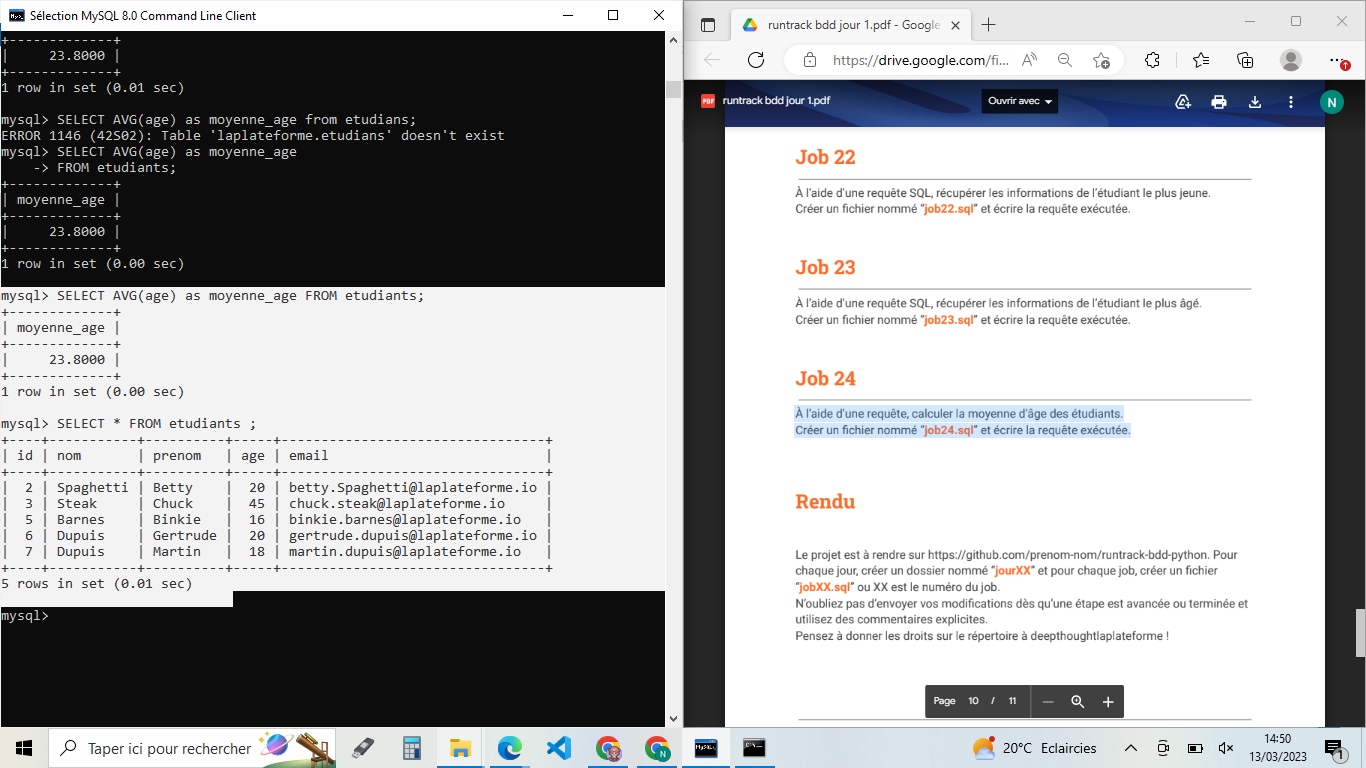 Sélection MySQL 8.0 Command Line Client
+-------------+
|     23.8000 |
+-------------+
1 row in set (0.01 sec)
mysql> SELECT AVG(age) as moyenne_age from etudians;
ERROR 1146 (42S02): Table 'laplateforme.etudians' doesn't exist
mysql> SELECT AVG(age) as moyenne_age
    -> FROM etudiants;
+-------------+
| moyenne_age |
+-------------+
|     23.8000 |
+-------------+
1 row in set (0.00 sec)
mysql> SELECT AVG(age) as moyenne_age FROM etudiants;
+-------------+
| moyenne_age |
+-------------+
|     23.8000 |
+-------------+
1 row in set (0.00 sec)
mysql> SELECT * FROM etudiants ;
+----+-----------+----------+-----+---------------------------------+
| id | nom       | prenom   | age | email                           |
+----+-----------+----------+-----+---------------------------------+
|  2 | Spaghetti | Betty    |  20 | betty.Spaghetti@laplateforme.io |
|  3 | Steak     | Chuck    |  45 | chuck.steak@laplateforme.io     |
|  5 | Barnes    | Binkie   |  16 | binkie.barnes@laplateforme.io   |
|  6 | Dupuis    | Gertrude |  20 | gertrude.dupuis@laplateforme.io |
|  7 | Dupuis    | Martin   |  18 | martin.dupuis@laplateforme.io   |
+----+-----------+----------+-----+---------------------------------+
5 rows in set (0.01 sec)
mysql>
runtrack bdd jour 1.pdf - Google
https://drive.google.com/fi...
PDF runtrack bdd jour 1.pdf
Ouvrir avec
N
Job 22
À l'aide d'une requête SQL, récupérer les informations de l'étudiant le plus jeune.
Créer un fichier nommé “job22.sql” et écrire la requête exécutée.
Job 23
À l'aide d'une requête SQL, récupérer les informations de l'étudiant le plus âgé.
Créer un fichier nommé “job23.sql” et écrire la requête exécutée.
Job 24
À l'aide d'une requête, calculer la moyenne d'âge des étudiants.
Créer un fichier nommé “job24.sql” et écrire la requête exécutée.
Rendu
Le projet est à rendre sur https://github.com/prenom-nom/runtrack-bdd-python. Pour
chaque jour, créer un dossier nommé “jourXX” et pour chaque job, créer un fichier
“jobXX.sql” ou XX est le numéro du job.
N'oubliez pas d'envoyer vos modifications dès qu'une étape est avancée ou terminée et
utilisez des commentaires explicites.
Pensez à donner les droits sur le répertoire à deepthoughtlaplateforme !
Page 10 / 11
Taper ici pour rechercher
20°C Eclaircies
14:50
13/03/2023
1